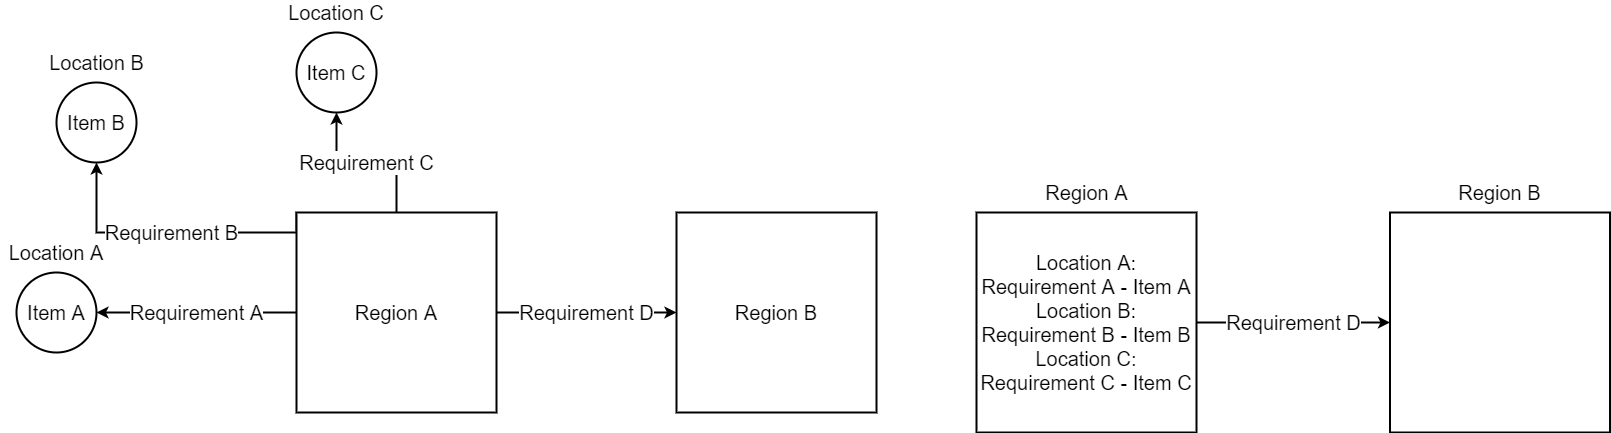 Location C
Item C
Location B
Item B
Requirement C
Requirement B
Location A
Item A
Requirement A
Region A
Requirement D
Region B
Region A
Location A:
Requirement A - Item A
Location B:
Requirement B - Item B
Location C:
Requirement C - Item C
Requirement D
Region B